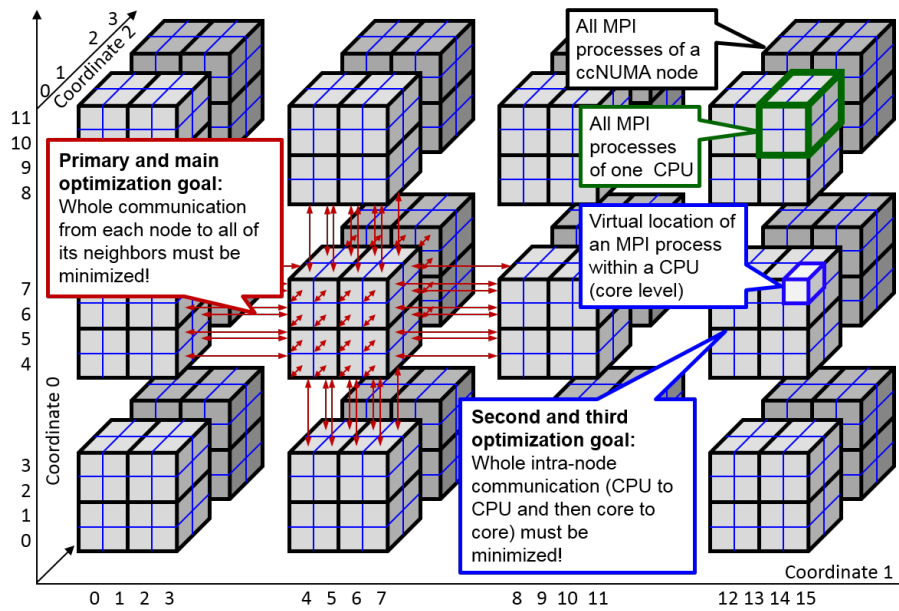 3
2
1
0
Coordinate 2
All MPI
processes of a
ccNUMA node
11
10
9
8
All MPI
processes
of one CPU
Primary and main
optimization goal:
Whole communication
from each node to all of
its neighbors must be
minimized!
Virtual location of
an MPI process
within a CPU
(core level)
7
6
5
4
Second and third
optimization goal:
Whole intra-node
communication (CPU to
CPU and then core to
core) must be
minimized!
Coordinate 0
3
2
1
0
Coordinate 1
0 1 2 3 4 5 6 7 8 9 10 11 12 13 14 15